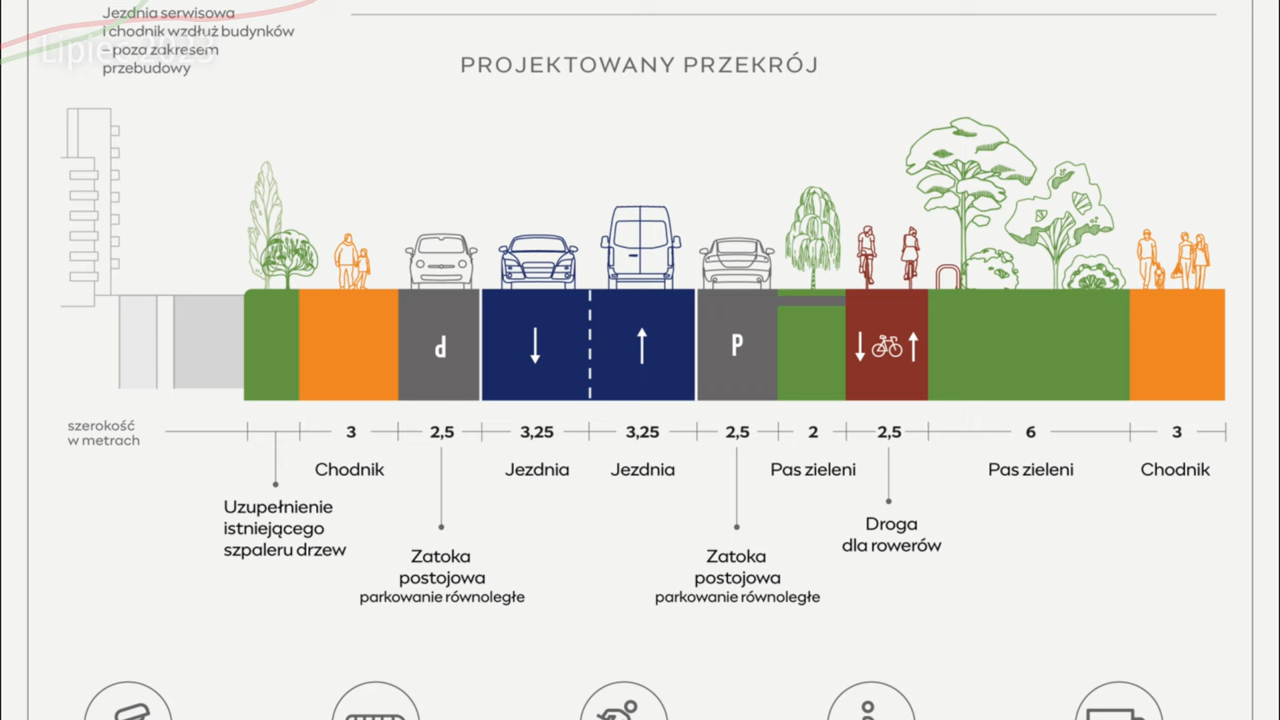 Jezdnia serwisowa
i chodnik wzdłuż budynków
– poza zakresem
przebudowy
Lipiec 2023
PROJEKTOWANY PRZEKRÓJ
d
P
szerokość
w metrach
3
2,5
3,25
3,25
2,5
2
2,5
6
3
Chodnik
Jezdnia
Jezdnia
Pas zieleni
Pas zieleni
Chodnik
Uzupełnienie
istniejącego
szpaleru drzew
Zatoka
postojowa
parkowanie równoległe
Zatoka
postojowa
parkowanie równoległe
Droga
dla rowerów